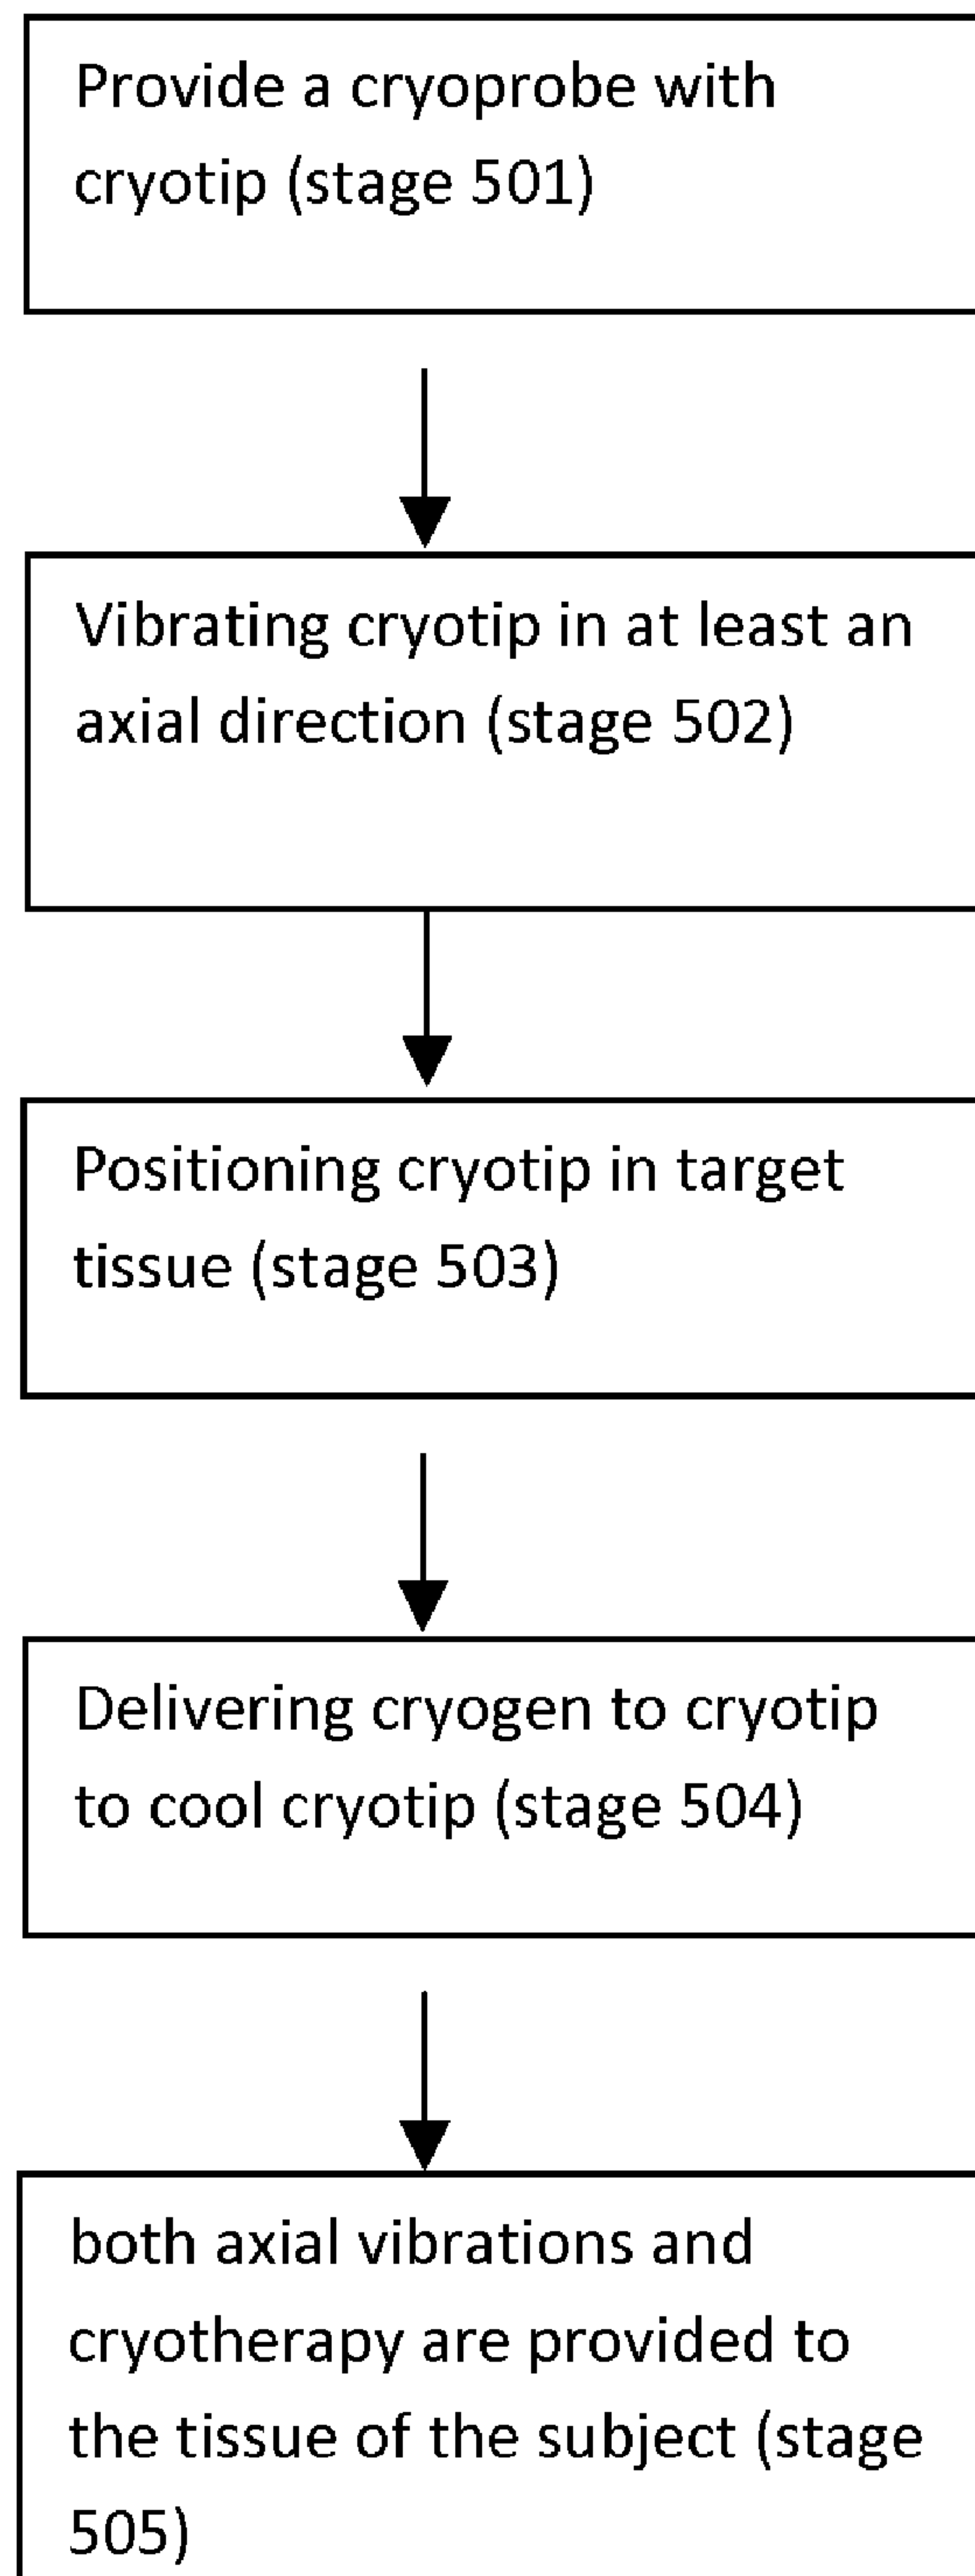 Provide a cryoprobe with
cryotip (stage 501)
Vibrating cryotip in at least an
axial direction (stage 502)
Positioning cryotip in target
tissue (stage 503)
Delivering cryogen to cryotip
to cool cryotip (stage 504)
both axial vibrations and
cryotherapy are provided to
the tissue of the subject (stage
505)